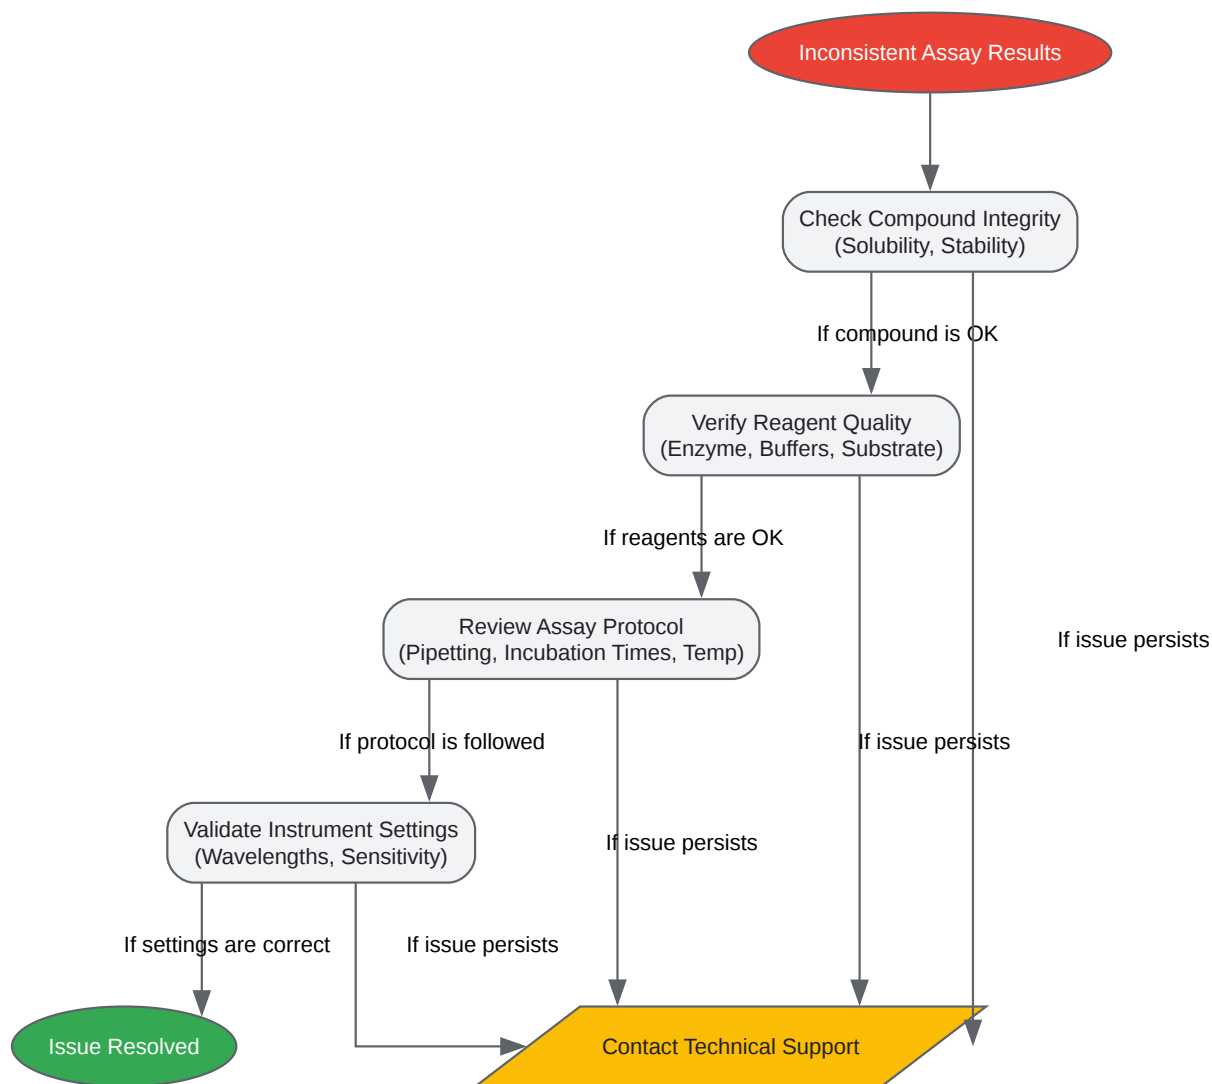 Inconsistent Assay Results
Check Compound Integrity
(Solubility, Stability)
If compound is OK
Verify Reagent Quality
(Enzyme, Buffers, Substrate)
If reagents are OK
Review Assay Protocol
(Pipetting, Incubation Times, Temp)
If issue persists
If protocol is followed
If issue persists
Validate Instrument Settings
(Wavelengths, Sensitivity)
If issue persists
If settings are correct
If issue persists
Issue Resolved
Contact Technical Support